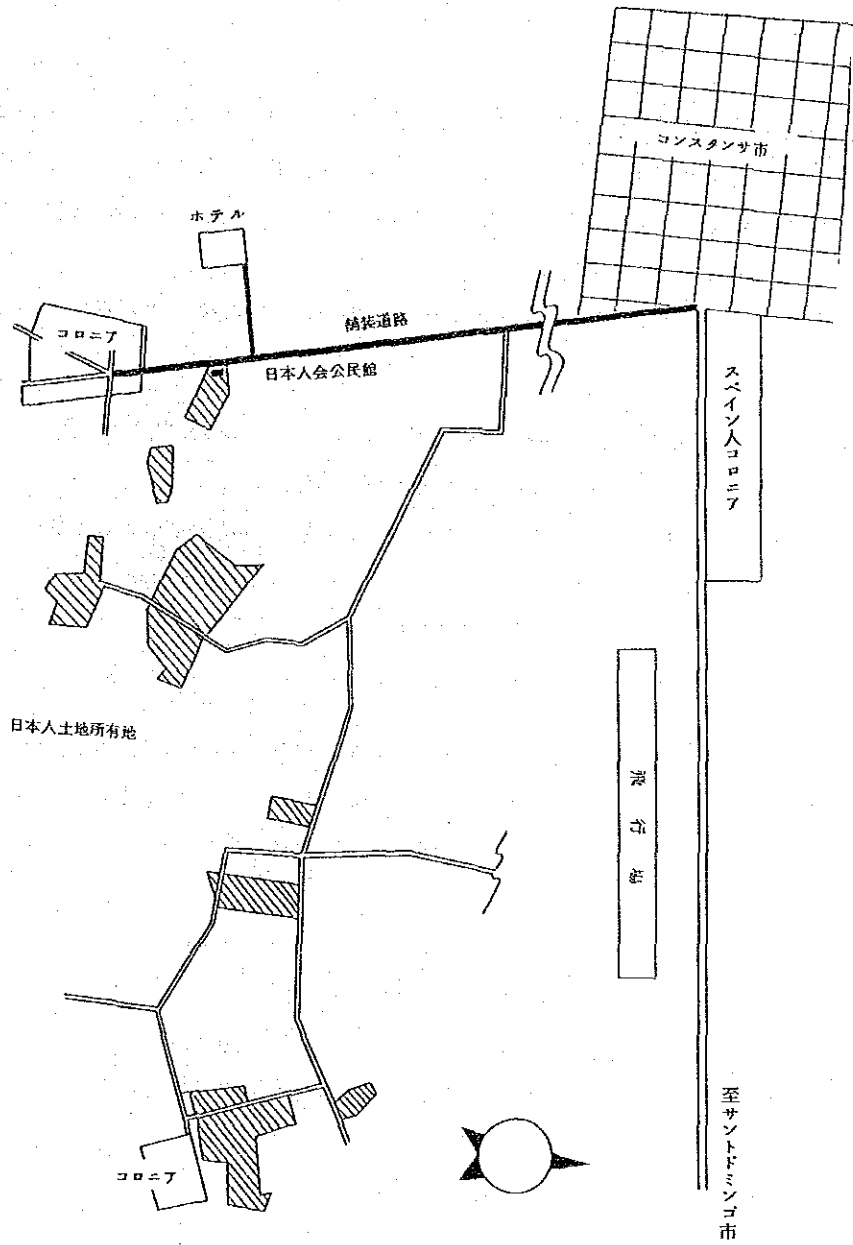 コンスタンサ市
ホテル
舗装道路
コロニア
日本人会公民館
スペイン人コロニア
日本人土地所有地
飛行場
至サントドミンゴ市
コロニア